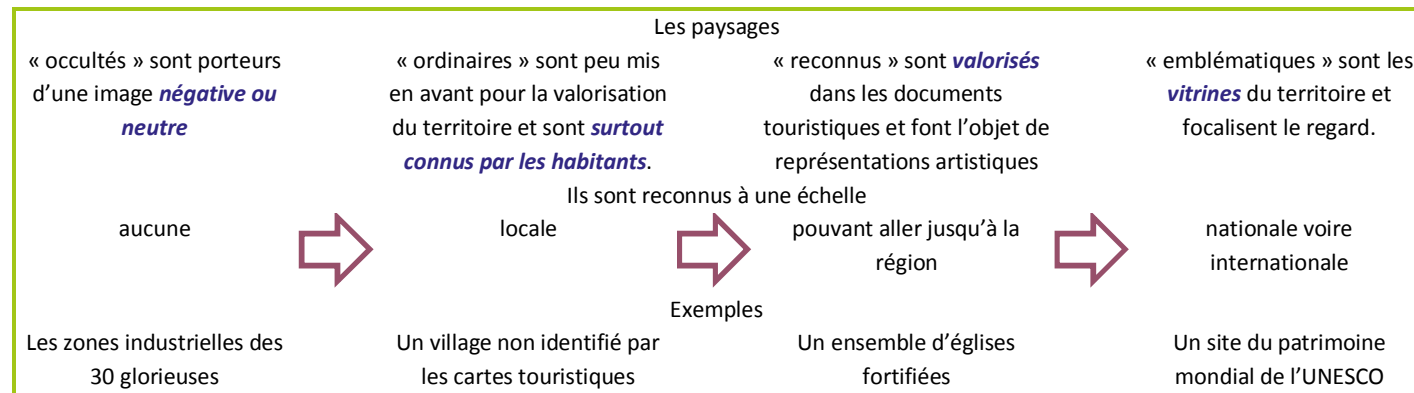 Les paysages
« occultés » sont porteurs
d’une image négative ou
neutre
« ordinaires » sont peu mis
en avant pour la valorisation
du territoire et sont surtout
connus par les habitants.
« reconnus » sont valorisés
dans les documents
touristiques et font l’objet de
représentations artistiques
« emblématiques » sont les
vitrines du territoire et
focalisent le regard.
Ils sont reconnus à une échelle
aucune
locale
pouvant aller jusqu’à la
région
nationale voire
internationale
Exemples
Les zones industrielles des
30 glorieuses
Un village non identifié par
les cartes touristiques
Un ensemble d’églises
fortifiées
Un site du patrimoine
mondial de l’UNESCO